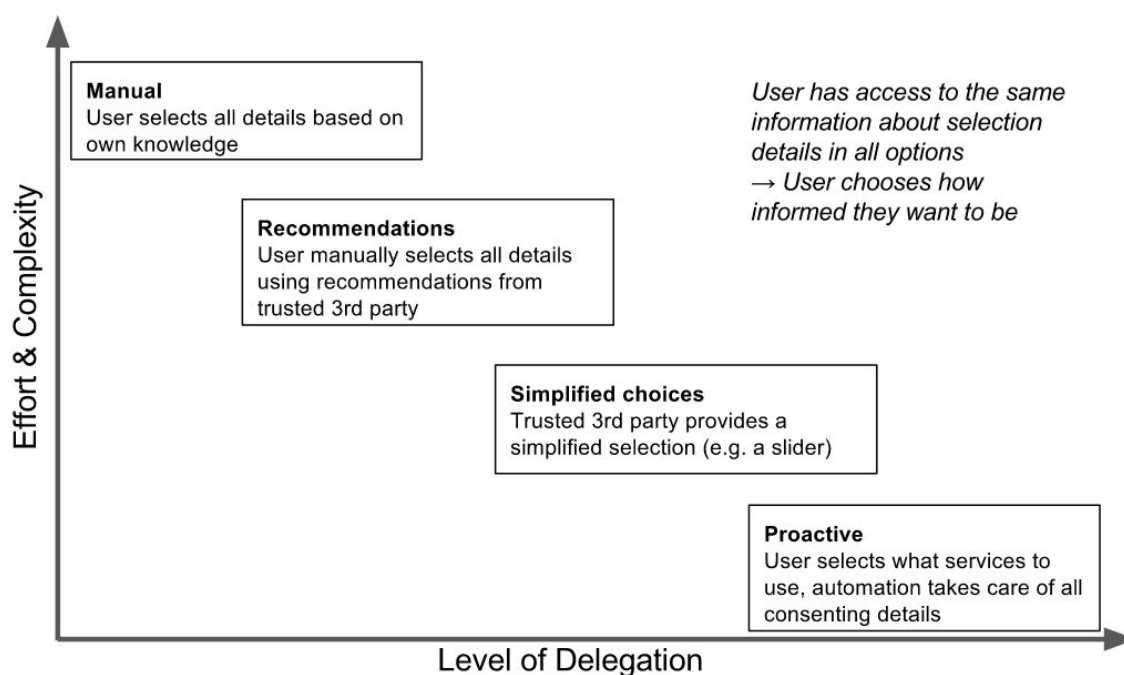 Manual
User selects all details based on
own knowledge
User has access to the same
information about selection
details in all options
→ User chooses how
informed they want to be
Recommendations
User manually selects all details
using recommendations from
trusted 3rd party
Simplified choices
Trusted 3rd party provides a
simplified selection (e.g. a slider)
Proactive
User selects what services to
use, automation takes care of all
consenting details
Effort & Complexity
Level of Delegation